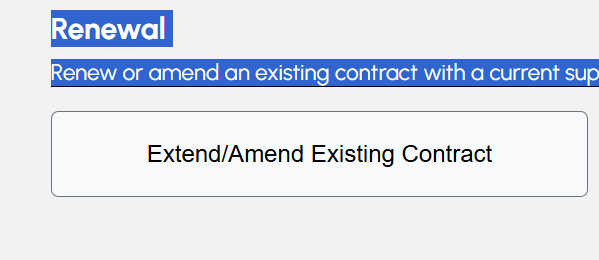 Renewal
Renew or amend an existing contract with a current sup
Extend/Amend Existing Contract